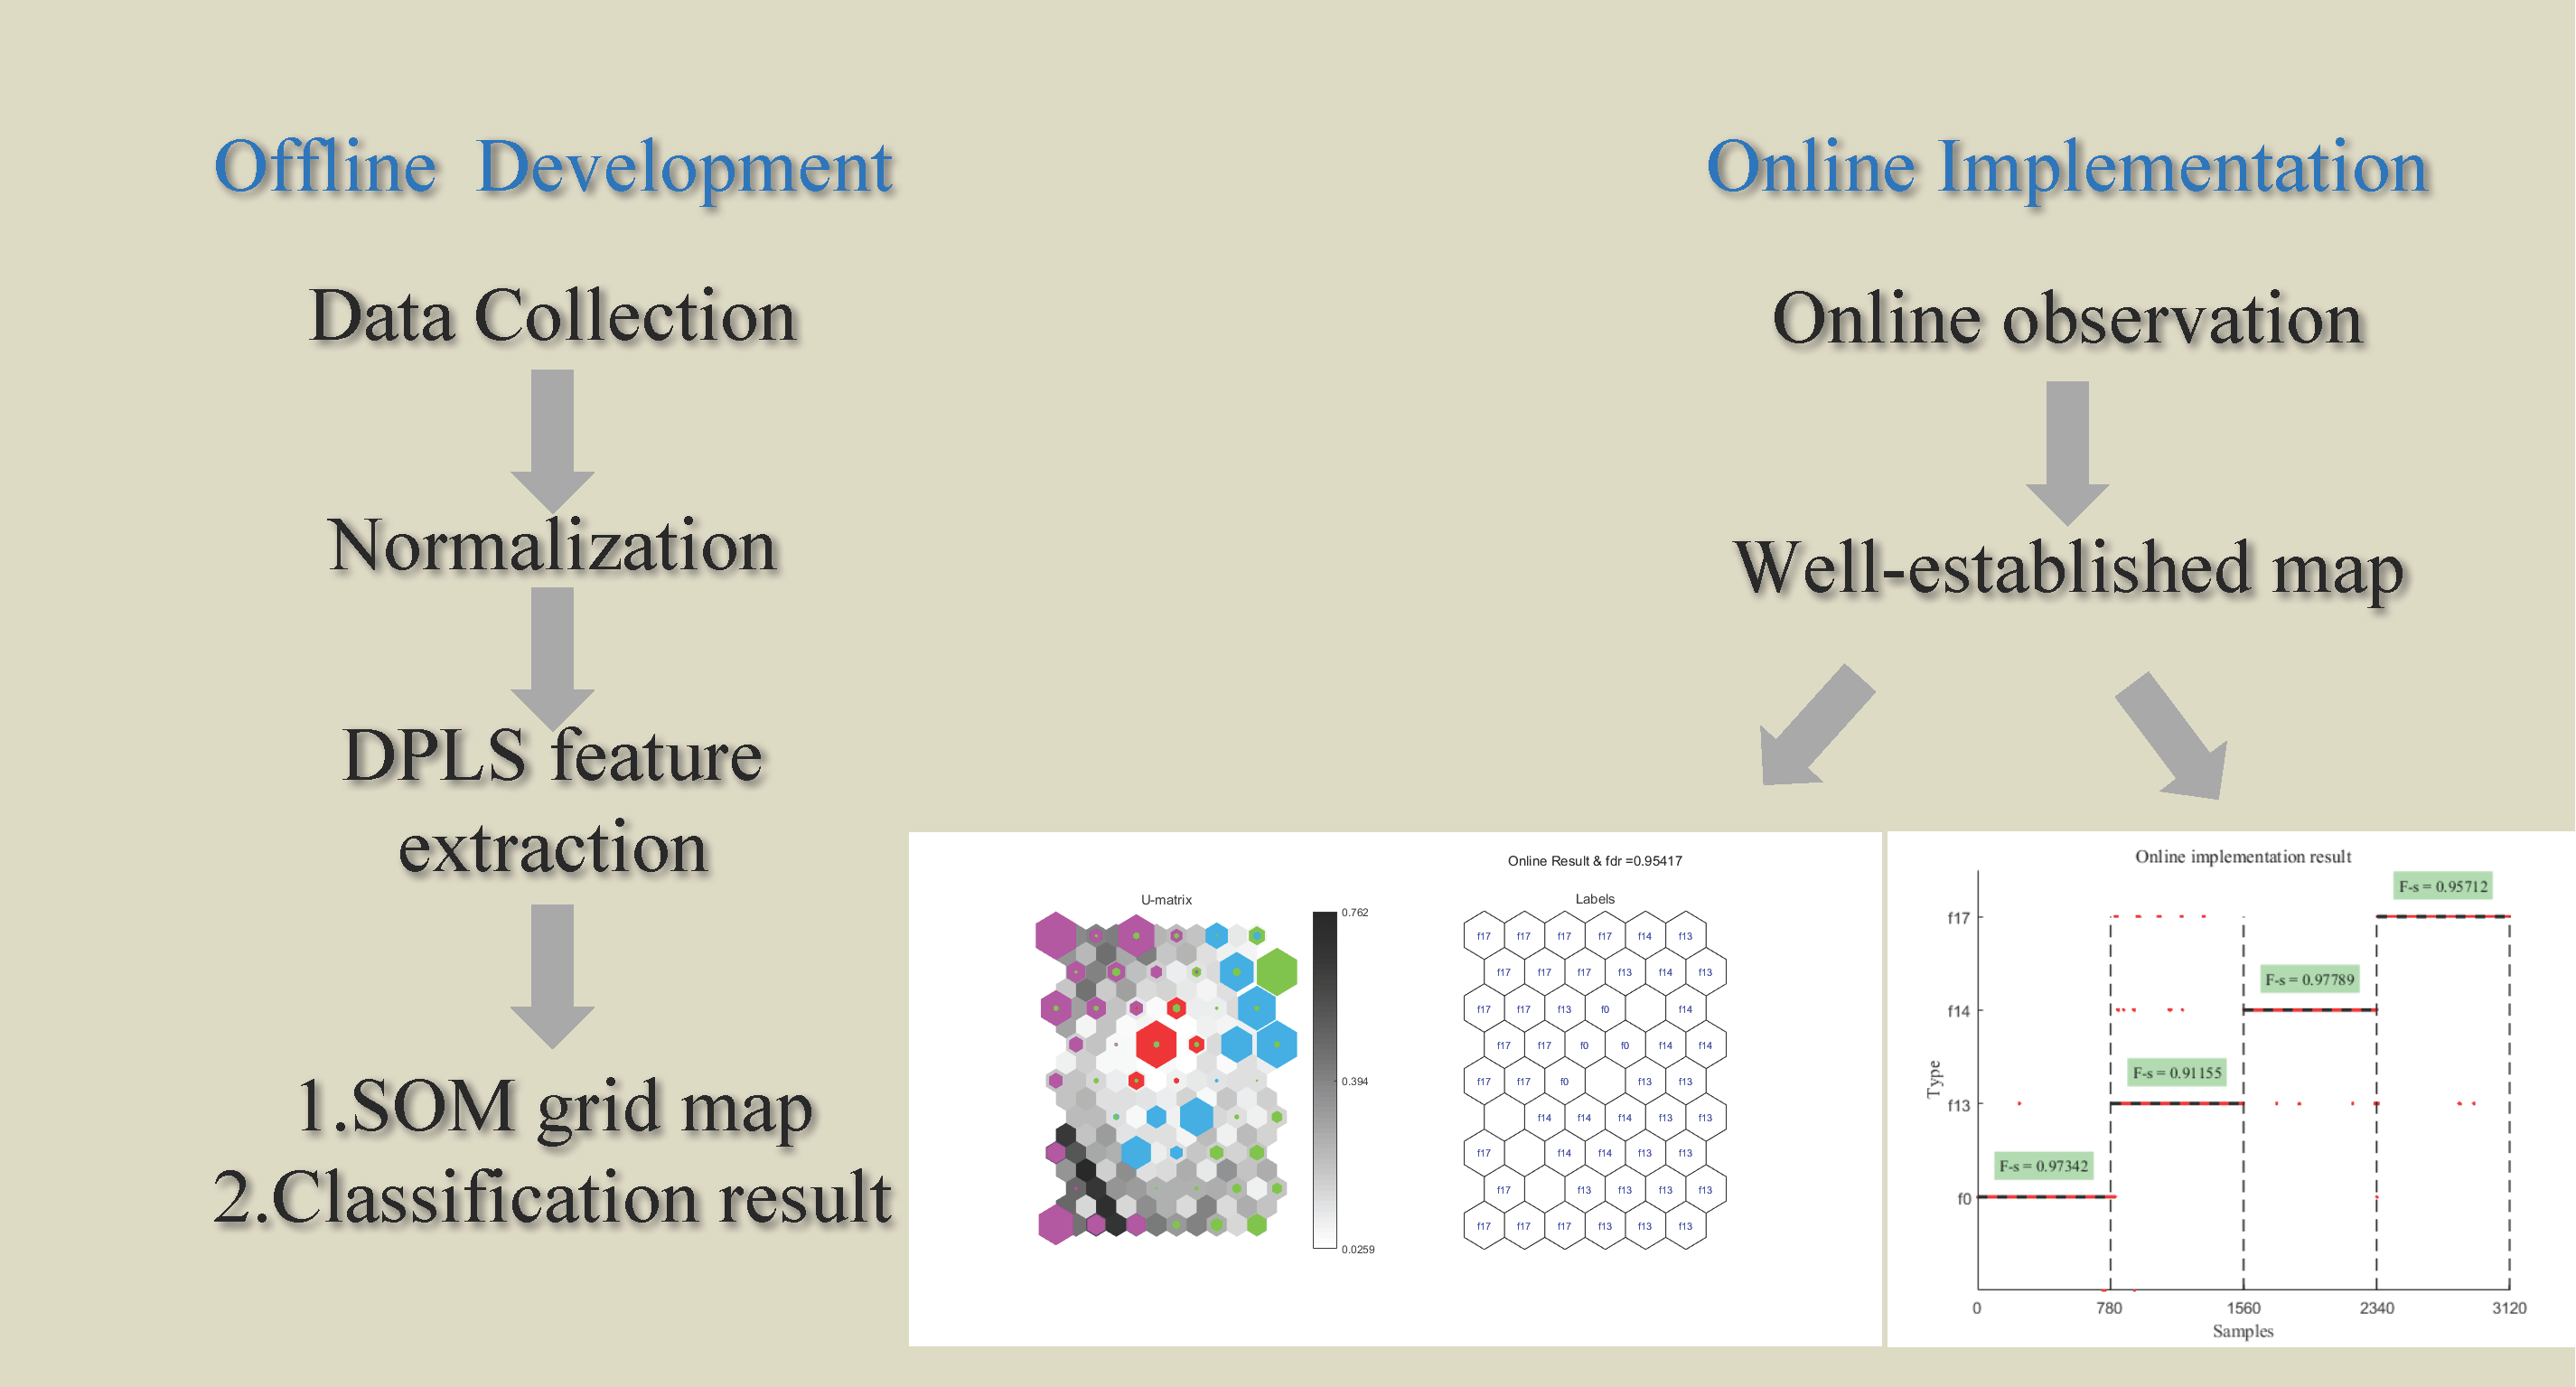 Offline Development
Data Collection
Normalization
DPLS feature
extraction
1.SOM grid map
2.Classification result
Online Implementation
Online observation
Well-established map
Online Result & fdr =0.95417
U-matrix
0.762
0.394
0.0259
Labels
f17 f17 f17 f17 f14 f13
f17 f17 f17 f13 f14 f13
f17 f17 f13 f0 f14
f17 f17 f0 f0 f14 f14
f17 f17 f0 f13 f13
f14 f14 f14 f13 f13
f17 f14 f14 f13 f13
f17 f13 f13 f13 f13
f17 f17 f17 f13 f13 f13
Online implementation result
F-s = 0.95712
f17
F-s = 0.97789
f14
F-s = 0.91155
Type
f13
F-s = 0.97342
f0
0 780 1560 2340 3120
Samples